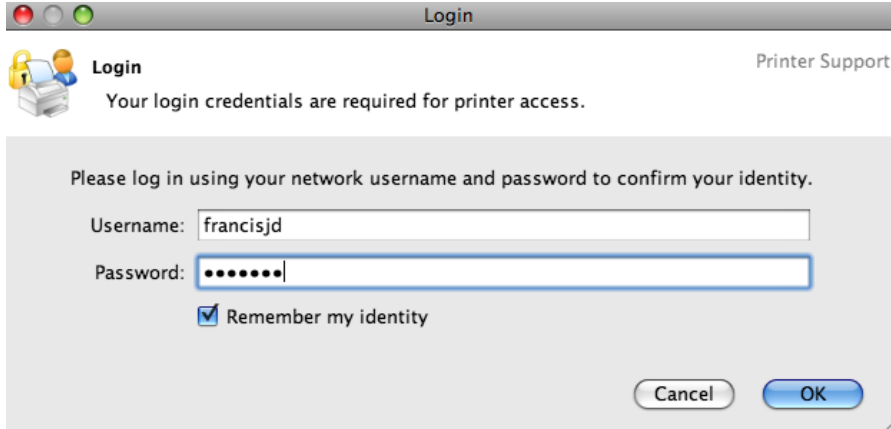 Login
Login
Printer Support
Your login credentials are required for printer access.
Please log in using your network username and password to confirm your identity.
Username: francisjd
Password: •••••••
Remember my identity
Cancel OK